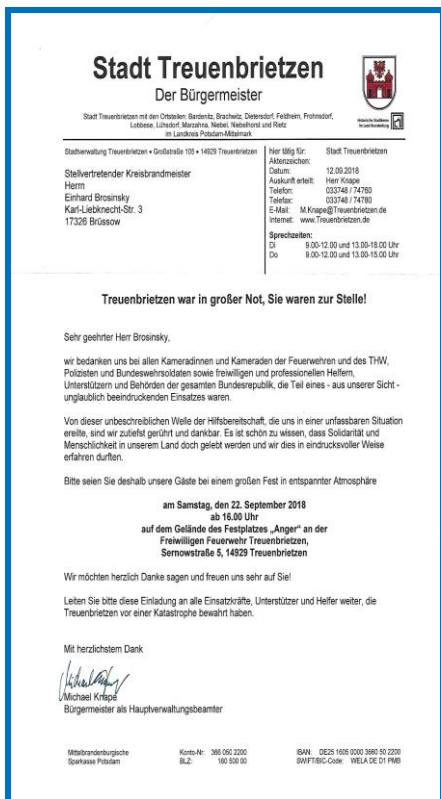 Stadt Treuenbrietzen
Der Bürgermeister
Stadt Treuenbrietzen mit den Ortsteilen: Bardenitz, Brachwitz, Dietersdorf, Feldheim, Frohnsdorf,
Lobbese, Lühsdorf, Marzahna, Niebel, Niebelhorst und Rietz
im Landkreis Potsdam-Mittelmark
Stadtverwaltung Treuenbrietzen • Großstraße 105 • 14929 Treuenbrietzen
Stellvertretender Kreisbrandmeister
Herrn
Einhard Brosinsky
Karl-Liebknecht-Str. 3
17326 Brüssow
hier tätig für: Stadt Treuenbrietzen
Aktenzeichen:
Datum: 12.09.2018
Auskunft erteilt: Herr Knape
Telefon: 033748 / 74760
Telefax: 033748 / 74780
E-Mail: M.Knape@Treuenbrietzen.de
Internet: www.Treuenbrietzen.de
Sprechzeiten:
Di 9.00-12.00 und 13.00-18.00 Uhr
Do 9.00-12.00 und 13.00-15.00 Uhr
Treuenbrietzen war in großer Not, Sie waren zur Stelle!
Sehr geehrter Herr Brosinsky,
wir bedanken uns bei allen Kameradinnen und Kameraden der Feuerwehren und des THW,
Polizisten und Bundeswehrsoldaten sowie freiwilligen und professionellen Helfern,
Unterstützern und Behörden der gesamten Bundesrepublik, die Teil eines - aus unserer Sicht -
unglaublich beeindruckenden Einsatzes waren.
Von dieser unbeschreiblichen Welle der Hilfsbereitschaft, die uns in einer unfassbaren Situation
ereilte, sind wir zutiefst gerührt und dankbar. Es ist schön zu wissen, dass Solidarität und
Menschlichkeit in unserem Land doch gelebt werden und wir dies in eindrucksvoller Weise
erfahren durften.
Bitte seien Sie deshalb unsere Gäste bei einem großen Fest in entspannter Atmosphäre
am Samstag, den 22. September 2018
ab 16.00 Uhr
auf dem Gelände des Festplatzes „Anger“ an der
Freiwilligen Feuerwehr Treuenbrietzen,
Sernowstraße 5, 14929 Treuenbrietzen
Wir möchten herzlich Danke sagen und freuen uns sehr auf Sie!
Leiten Sie bitte diese Einladung an alle Einsatzkräfte, Unterstützer und Helfer weiter, die
Treuenbrietzen vor einer Katastrophe bewahrt haben.
Mit herzlichstem Dank
Michael Knape
Bürgermeister als Hauptverwaltungsbeamter
Mittelbrandenburgische
Sparkasse Potsdam
Konto-Nr: 366 050 2200
BLZ: 160 500 00
IBAN: DE25 1605 0000 3660 50 2200
SWIFT/BIC-Code: WELA DE D1 PMB